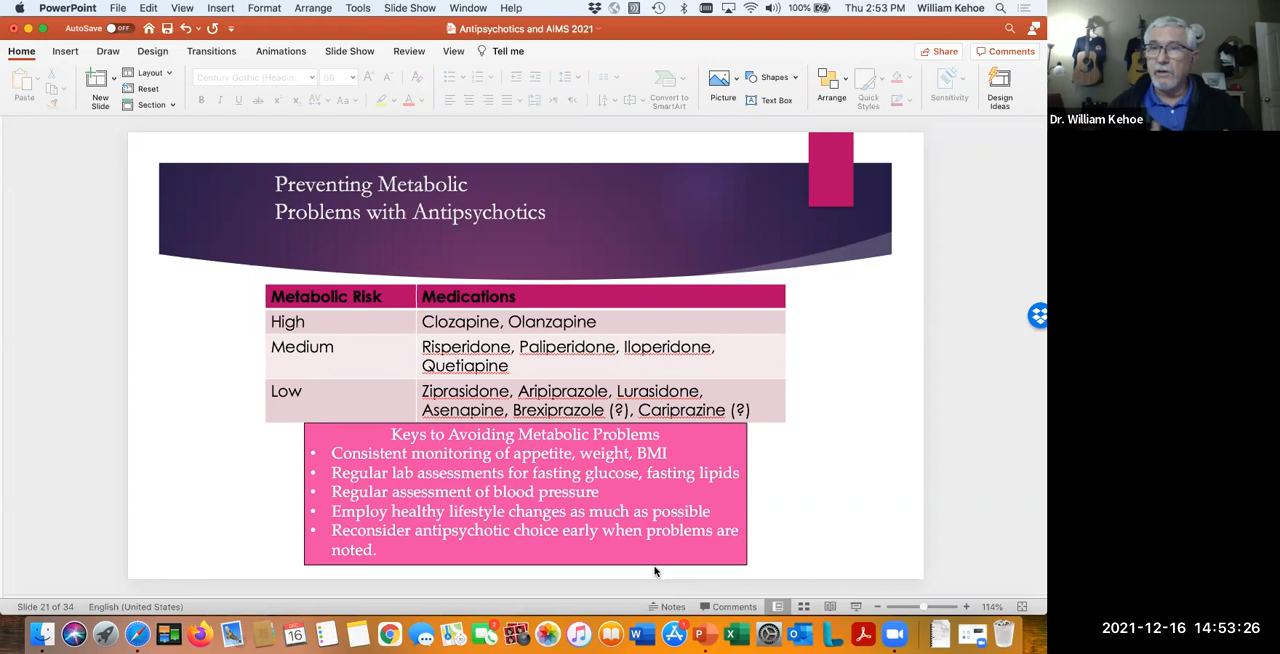 PowerPoint File Edit View Insert Format Arrange Tools Slide Show Window Help 100% Thu 2:53 PM William Kehoe
AutoSave OFF Antipsychotics and AIMS 2021
Home Insert Draw Design Transitions Animations Slide Show Review View Tell me Share Comments
Paste
New
Slide
Layout
Reset
Section
Century Gothic (Headin... 56
B I U ab x x AV Aa A
Convert to
SmartArt
Picture
Shapes
Text Box
Arrange
Quick
Styles
Sensitivity
Design
Ideas
Dr. William Kehoe
Preventing Metabolic
Problems with Antipsychotics
Metabolic Risk Medications
High Clozapine, Olanzapine
Medium Risperidone, Paliperidone, Iloperidone,
Quetiapine
Low Ziprasidone, Aripiprazole, Lurasidone,
Asenapine, Brexiprazole (?), Cariprazine (?)
Keys to Avoiding Metabolic Problems
• Consistent monitoring of appetite, weight, BMI
• Regular lab assessments for fasting glucose, fasting lipids
• Regular assessment of blood pressure
• Employ healthy lifestyle changes as much as possible
• Reconsider antipsychotic choice early when problems are
noted.
Slide 21 of 34 English (United States) Notes Comments 114%
2021-12-16 14:53:26